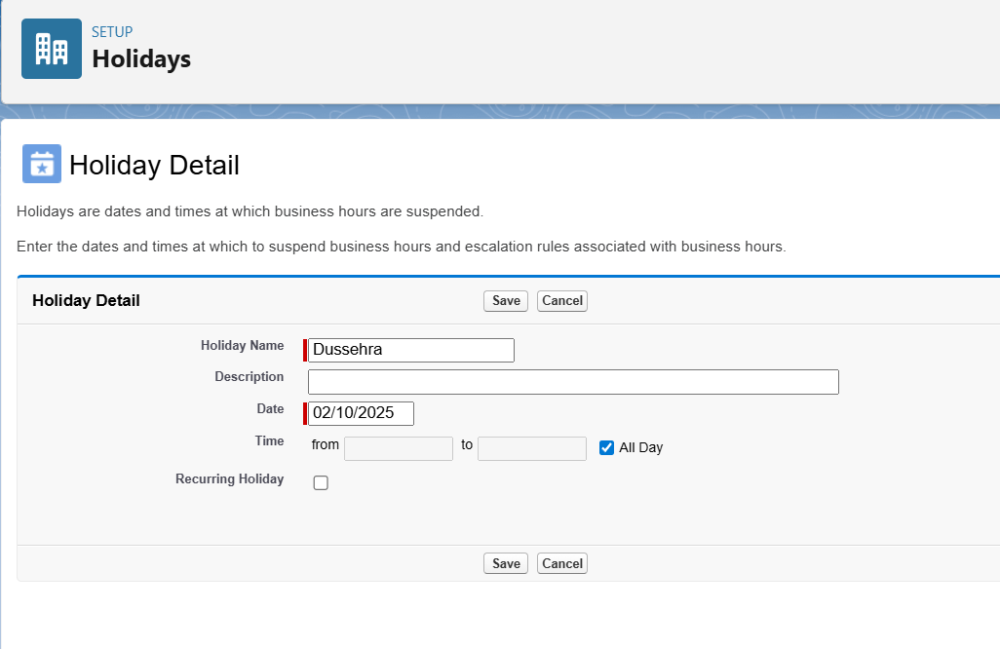 SETUP
Holidays
Holiday Detail
Holidays are dates and times at which business hours are suspended.
Enter the dates and times at which to suspend business hours and escalation rules associated with business hours.
Holiday Detail Save Cancel
Holiday Name Dussehra
Description
Date 02/10/2025
Time from to All Day
Recurring Holiday
Save Cancel